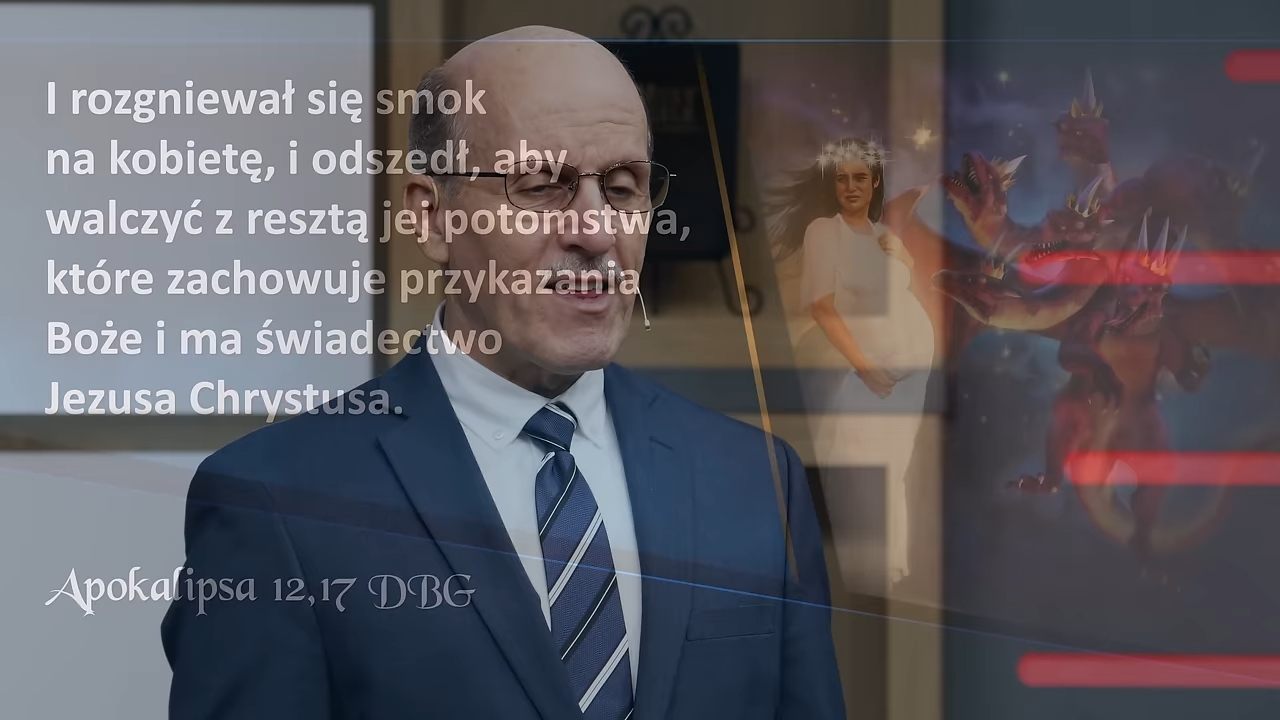 I rozgniewał się smok
na kobietę, i odszedł, aby
walczyć z resztą jej potomstwa,
które zachowuje przykazania
Boże i ma świadectwo
Jezusa Chrystusa.
Apokalipsa 12,17 DBG